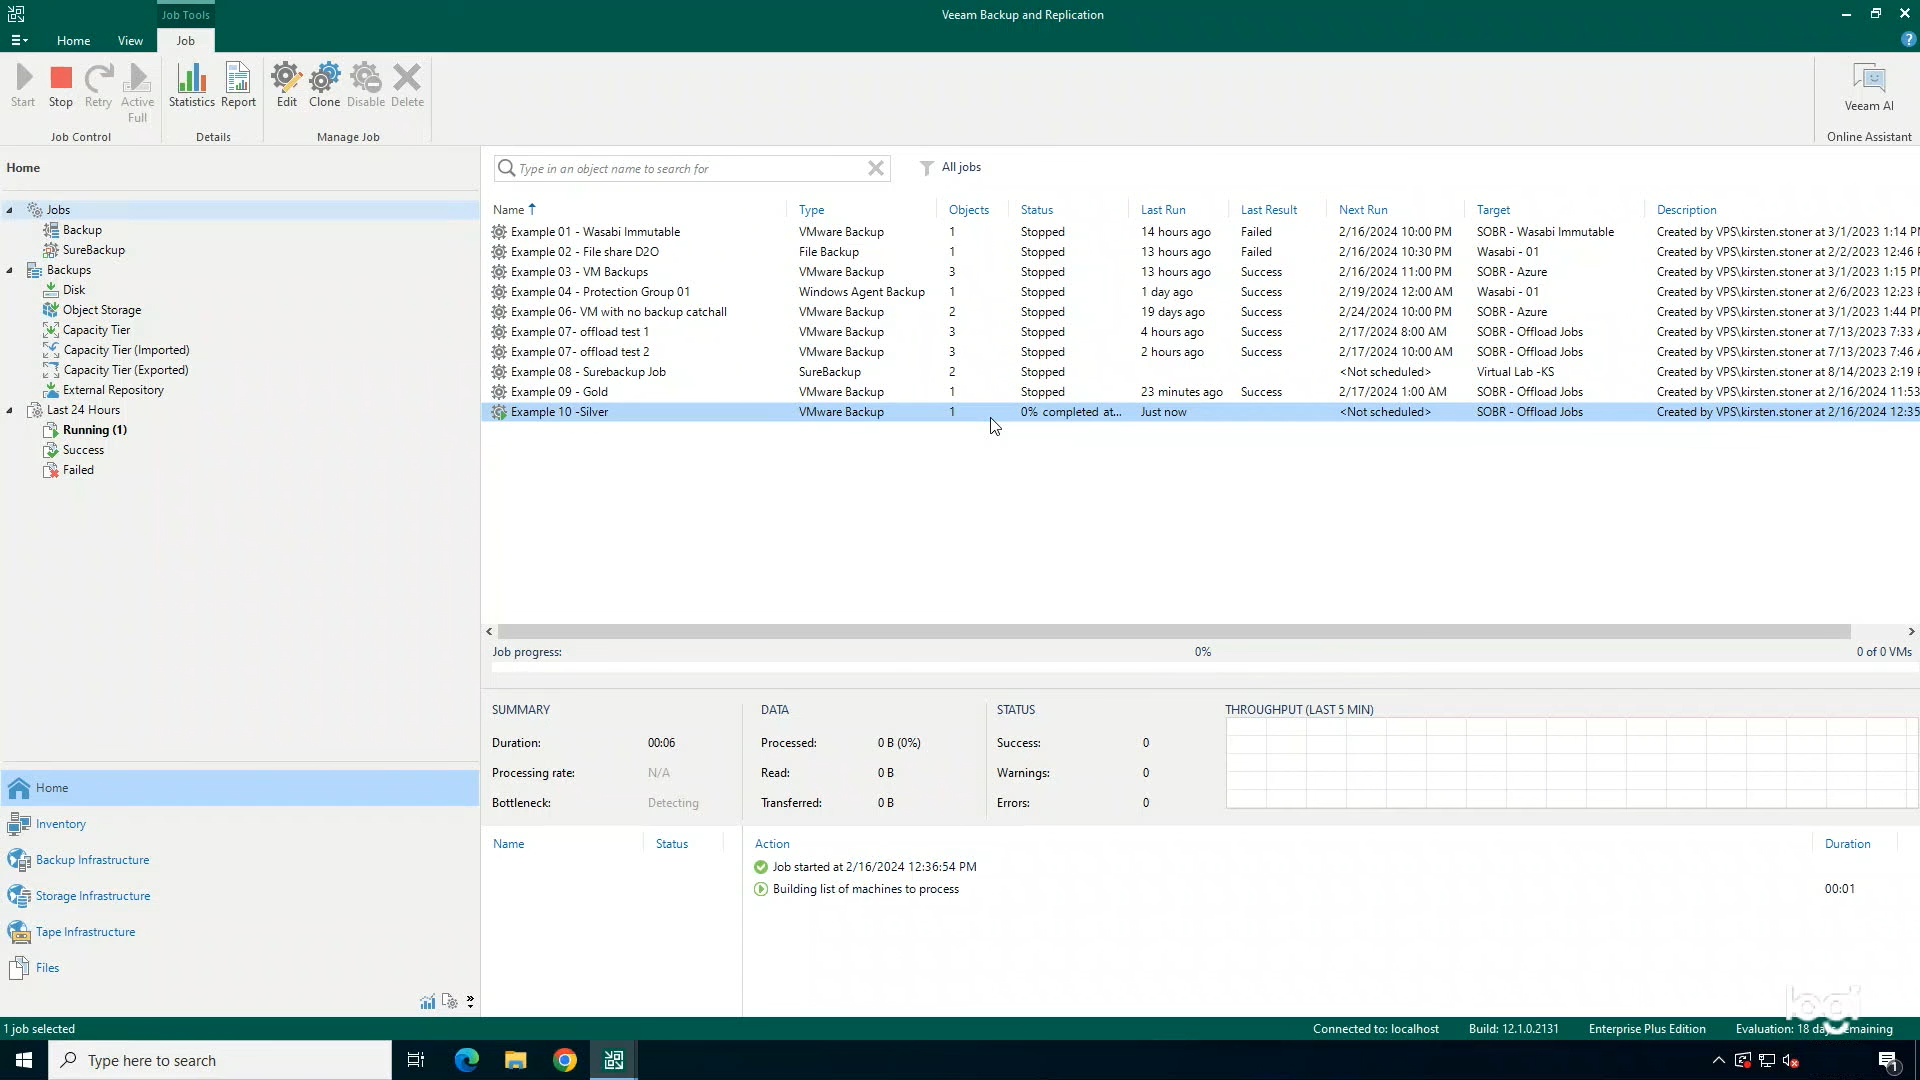 Job Tools
Veeam Backup and Replication
Home View Job
Start Stop Retry Active Full Statistics Report Edit Clone Disable Delete Veeam AI
Job Control Details Manage Job Online Assistant
Home
Type in an object name to search for All jobs
Jobs
Backup
SureBackup
Backups
Disk
Object Storage
Capacity Tier
Capacity Tier (Imported)
Capacity Tier (Exported)
External Repository
Last 24 Hours
Running (1)
Success
Failed
Name Type Objects Status Last Run Last Result Next Run Target Description
Example 01 - Wasabi Immutable VMware Backup 1 Stopped 14 hours ago Failed 2/16/2024 10:00 PM SOBR - Wasabi Immutable Created by VPS\kirsten.stoner at 3/1/2023 1:14 P
Example 02 - File share D2O File Backup 1 Stopped 13 hours ago Failed 2/16/2024 10:30 PM Wasabi - 01 Created by VPS\kirsten.stoner at 2/2/2023 12:46
Example 03 - VM Backups VMware Backup 3 Stopped 13 hours ago Success 2/16/2024 11:00 PM SOBR - Azure Created by VPS\kirsten.stoner at 3/1/2023 1:15 P
Example 04 - Protection Group 01 Windows Agent Backup 1 Stopped 1 day ago Success 2/19/2024 12:00 AM Wasabi - 01 Created by VPS\kirsten.stoner at 2/6/2023 12:23
Example 06- VM with no backup catchall VMware Backup 2 Stopped 19 days ago Success 2/24/2024 10:00 PM SOBR - Azure Created by VPS\kirsten.stoner at 3/1/2023 1:44 P
Example 07- offload test 1 VMware Backup 3 Stopped 4 hours ago Success 2/17/2024 8:00 AM SOBR - Offload Jobs Created by VPS\kirsten.stoner at 7/13/2023 7:33
Example 07- offload test 2 VMware Backup 3 Stopped 2 hours ago Success 2/17/2024 10:00 AM SOBR - Offload Jobs Created by VPS\kirsten.stoner at 7/13/2023 7:46
Example 08 - Surebackup Job SureBackup 2 Stopped <Not scheduled> Virtual Lab -KS Created by VPS\kirsten.stoner at 8/14/2023 2:19
Example 09 - Gold VMware Backup 1 Stopped 23 minutes ago Success 2/17/2024 1:00 AM SOBR - Offload Jobs Created by VPS\kirsten.stoner at 2/16/2024 11:53
Example 10 -Silver VMware Backup 1 0% completed at... Just now <Not scheduled> SOBR - Offload Jobs Created by VPS\kirsten.stoner at 2/16/2024 12:35
Job progress: 0% 0 of 0 VMs
SUMMARY DATA STATUS THROUGHPUT (LAST 5 MIN)
Duration: 00:06 Processed: 0 B (0%) Success: 0
Processing rate: N/A Read: 0 B Warnings: 0
Bottleneck: Detecting Transferred: 0 B Errors: 0
Name Status Action Duration
Job started at 2/16/2024 12:36:54 PM
Building list of machines to process 00:01
Home
Inventory
Backup Infrastructure
Storage Infrastructure
Tape Infrastructure
Files
logi
1 job selected Connected to: localhost Build: 12.1.0.2131 Enterprise Plus Edition Evaluation: 18 days remaining
Type here to search 1